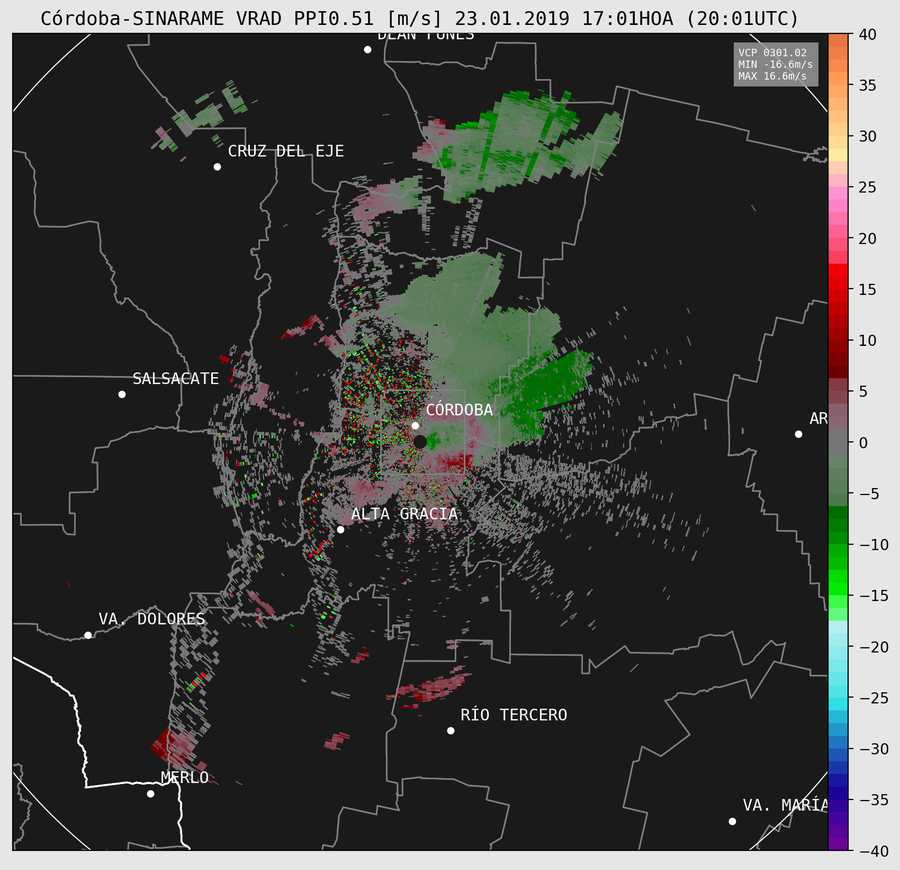 Córdoba-SINARAME VRAD PPI0.51 [m/s] 23.01.2019 17:01HOA (20:01UTC)
DEÁN FUNES
VCP 0301.02
MIN -16.6m/s
MAX 16.6m/s
CRUZ DEL EJE
SALSACATE
CÓRDOBA
AR
ALTA GRACIA
VA. DOLORES
RÍO TERCERO
MERLO
VA. MARÍA
40
35
30
25
20
15
10
5
0
−5
−10
−15
−20
−25
−30
−35
−40